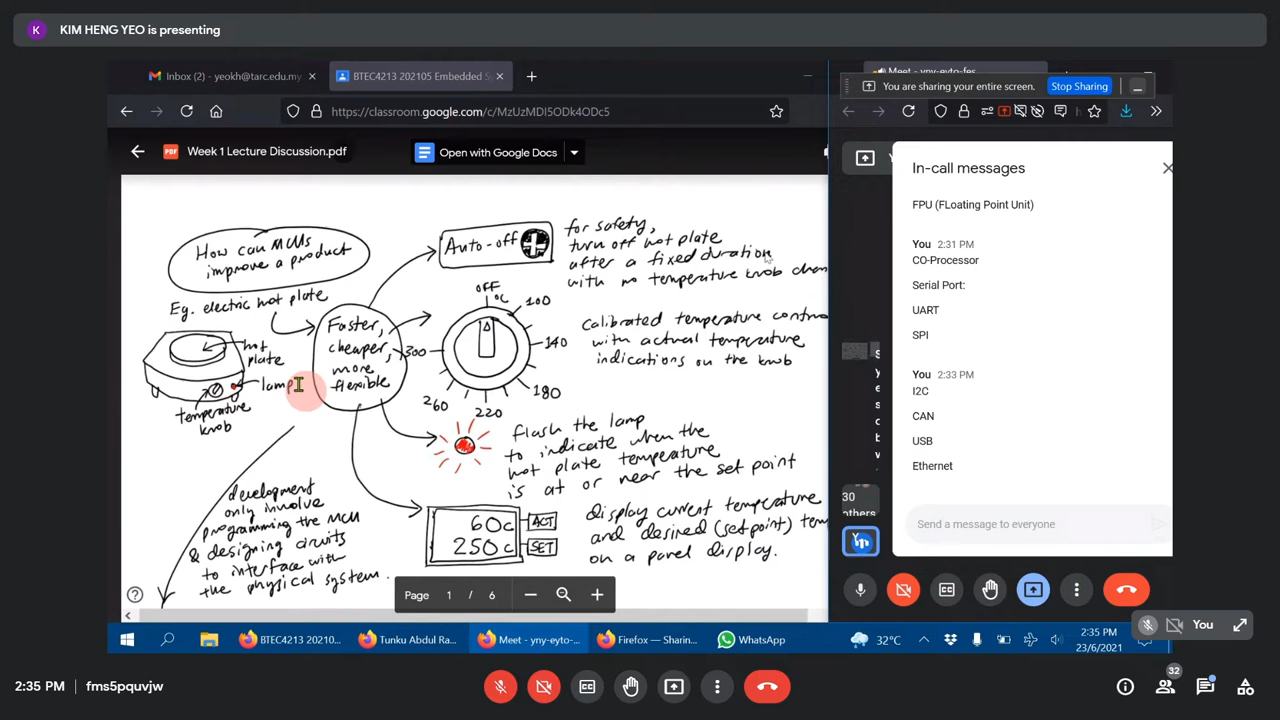 K
KIM HENG YEO is presenting
Inbox (2) - yeokh@tarc.edu.my
BTEC4213 202105 Embedded S
Meet - yny-eyto-fes
You are sharing your entire screen.
Stop Sharing
https://classroom.google.com/c/MzUzMDI5ODk4ODc5
PDF
Week 1 Lecture Discussion.pdf
Open with Google Docs
In-call messages
FPU (FLoating Point Unit)
You 2:31 PM
CO-Processor
Serial Port:
UART
SPI
You 2:33 PM
I2C
CAN
USB
Ethernet
30
others
Send a message to everyone
How can MCUs
improve a product
Eg. electric hot plate
hot
plate
lamp
temperature
knob
Faster,
cheaper,
more
flexible
Auto-off
for safety,
turn off hot plate
after a fixed duration
with no temperature knob chan
off
°C
100
140
180
220
260
300
calibrated temperature contro
with actual temperature
indications on the knob
flash the lamp
to indicate when the
hot plate temperature
is at or near the set point
60c
ACT
250c
SET
display current temperature
and desired (setpoint) tem
on a panel display.
development
only involve
programming the MCU
& designing circuits
to interface with
the physical system.
Page 1 / 6
BTEC4213 20210...
Tunku Abdul Ra...
Meet - yny-eyto-...
Firefox — Sharin...
WhatsApp
32°C
2:35 PM
23/6/2021
You
2:35 PM
fms5pquvjw
32